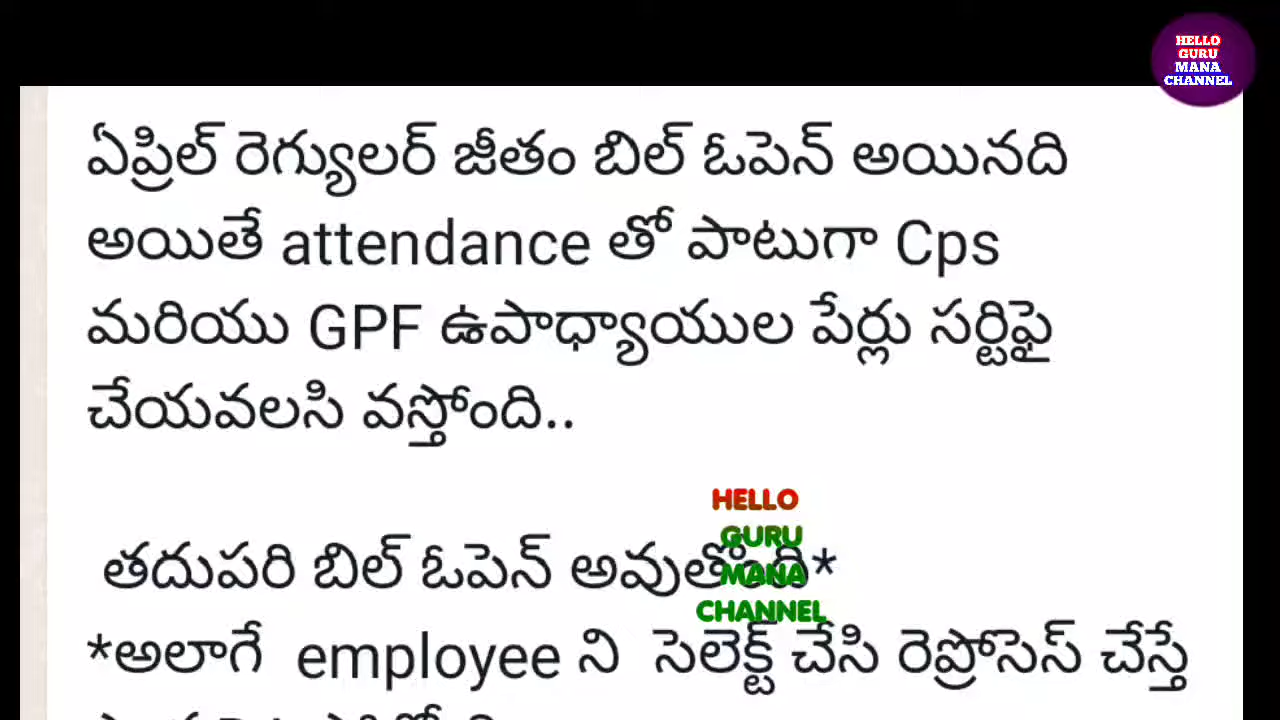 HELLO
GURU
MANA
CHANNEL
ఏప్రిల్ రెగ్యులర్ జీతం బిల్ ఓపెన్ అయినది
అయితే attendance తో పాటుగా Cps
మరియు GPF ఉపాధ్యాయుల పేర్లు సర్టిఫై
చేయవలసి వస్తోంది..
HELLO
GURU
MANA
CHANNEL
తదుపరి బిల్ ఓపెన్ అవుతోంది*
*అలాగే employee ని సెలెక్ట్ చేసి రెప్రోసెస్ చేస్తే